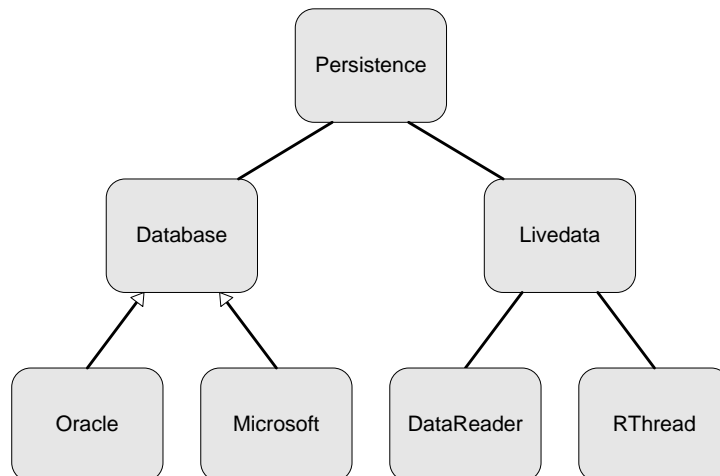 Persistence
Database
Livedata
Oracle
Microsoft
DataReader
RThread